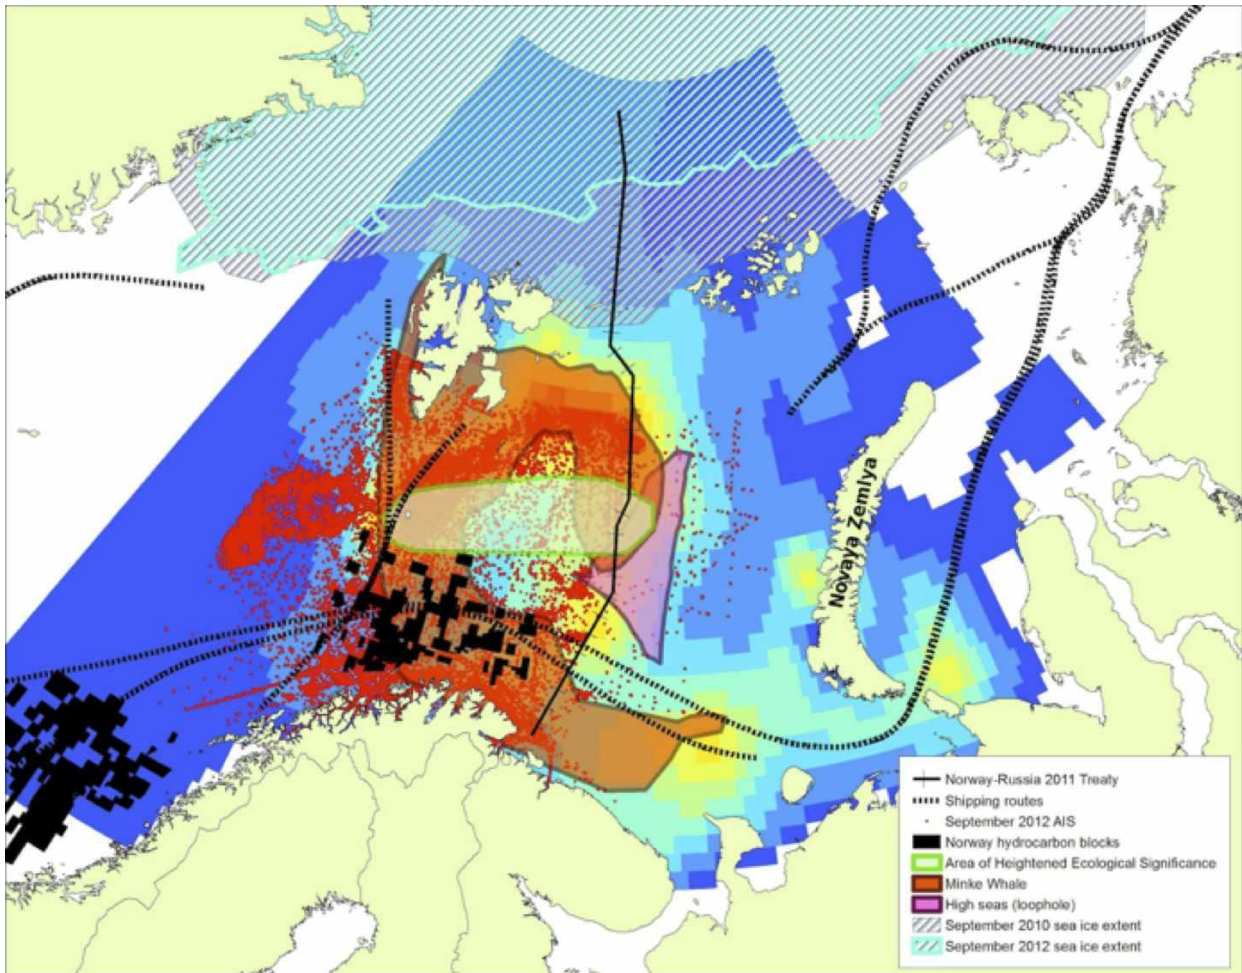 Novaya Zemlya
Norway-Russia 2011 Treaty
Shipping routes
September 2012 AIS
Norway hydrocarbon blocks
Area of Heightened Ecological Significance
Minke Whale
High seas (loophole)
September 2010 sea ice extent
September 2012 sea ice extent